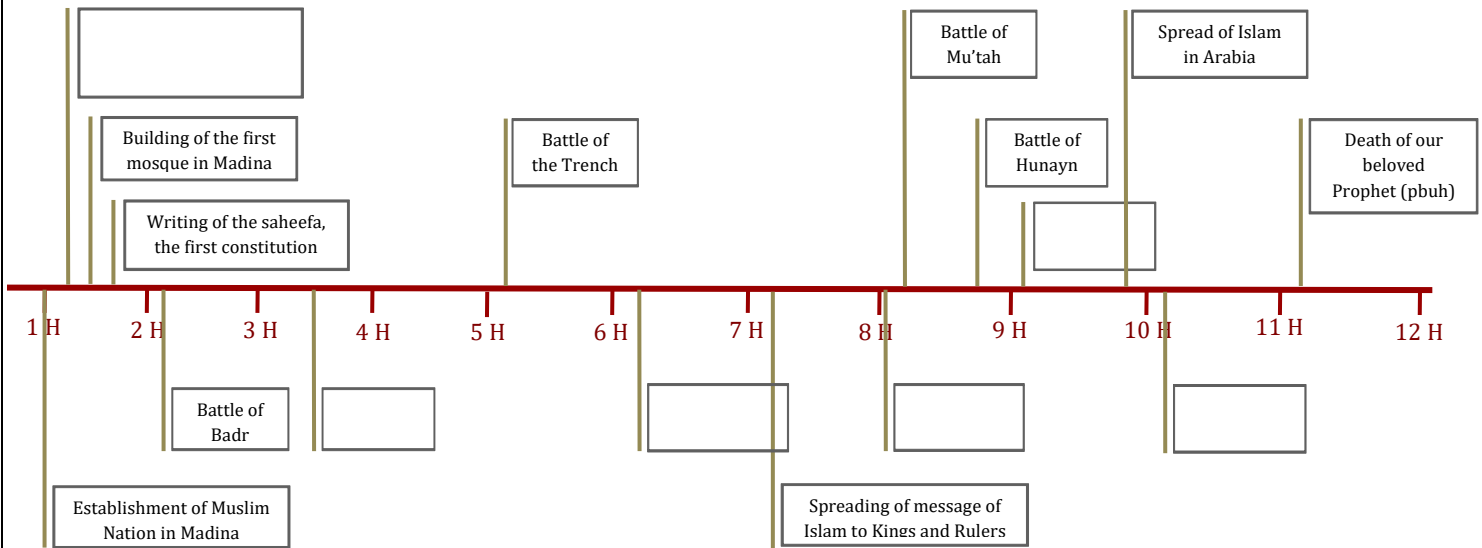 Battle of
Mu’tah
Spread of Islam
in Arabia
Building of the first
mosque in Madina
Battle of
the Trench
Battle of
Hunayn
Death of our
beloved
Prophet (pbuh)
Writing of the saheefa,
the first constitution
1 H
2 H
3 H
4 H
5 H
6 H
7 H
8 H
9 H
10 H
11 H
12 H
Battle of
Badr
Establishment of Muslim
Nation in Madina
Spreading of message of
Islam to Kings and Rulers